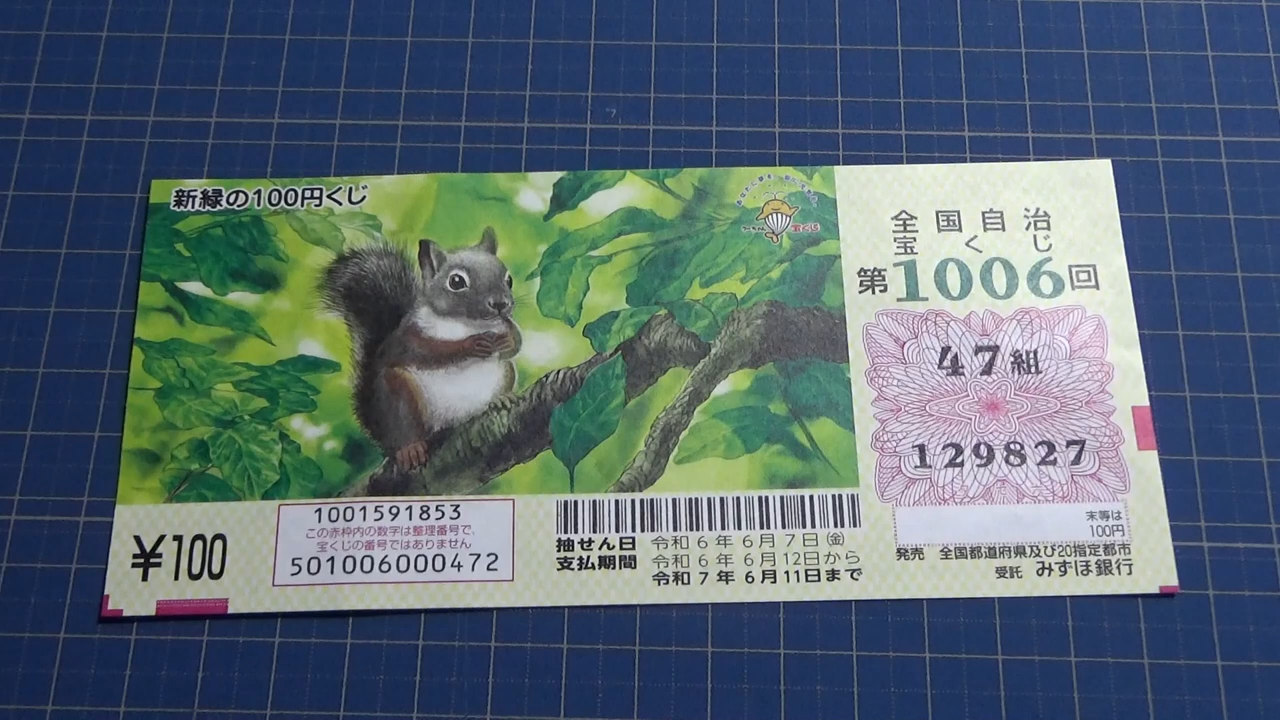 新緑の100円くじ
宝くじ
全国自治
宝くじ
第1006回
47組
129827
末等は
100円
1001591853
この赤枠内の数字は整理番号で、
宝くじの番号ではありません
501006000472
¥100
抽せん日 令和6年6月7日(金)
支払期間 令和6年6月12日から
令和7年6月11日まで
発売 全国都道府県及び20指定都市
受託 みずほ銀行